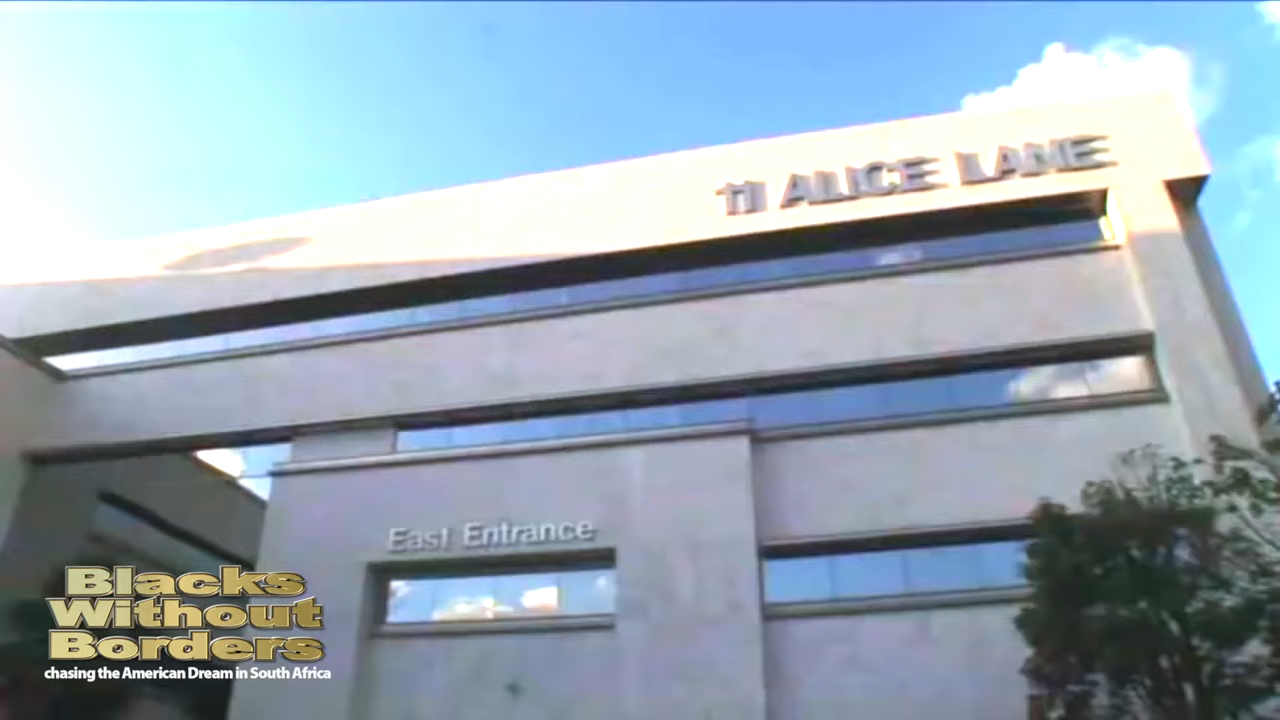 11 ALICE LANE
East Entrance
Blacks
Without
Borders
chasing the American Dream in South Africa